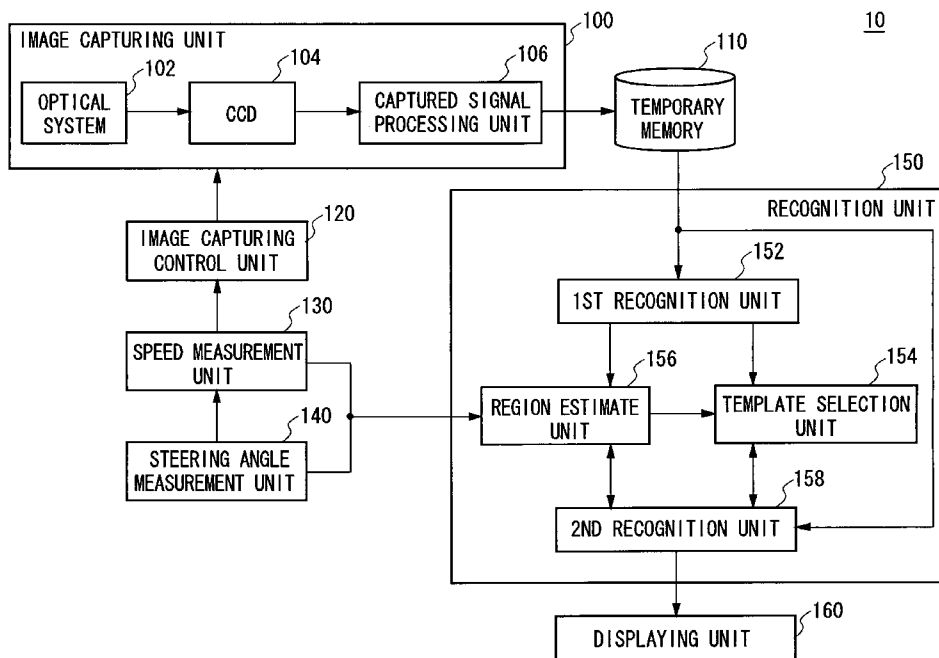 10
100
IMAGE CAPTURING UNIT
102
104
106
110
OPTICAL
SYSTEM
CCD
CAPTURED SIGNAL
PROCESSING UNIT
TEMPORARY
MEMORY
150
RECOGNITION UNIT
120
IMAGE CAPTURING
CONTROL UNIT
152
1ST RECOGNITION UNIT
130
SPEED MEASUREMENT
UNIT
156
154
REGION ESTIMATE
UNIT
TEMPLATE SELECTION
UNIT
140
STEERING ANGLE
MEASUREMENT UNIT
158
2ND RECOGNITION UNIT
160
DISPLAYING UNIT